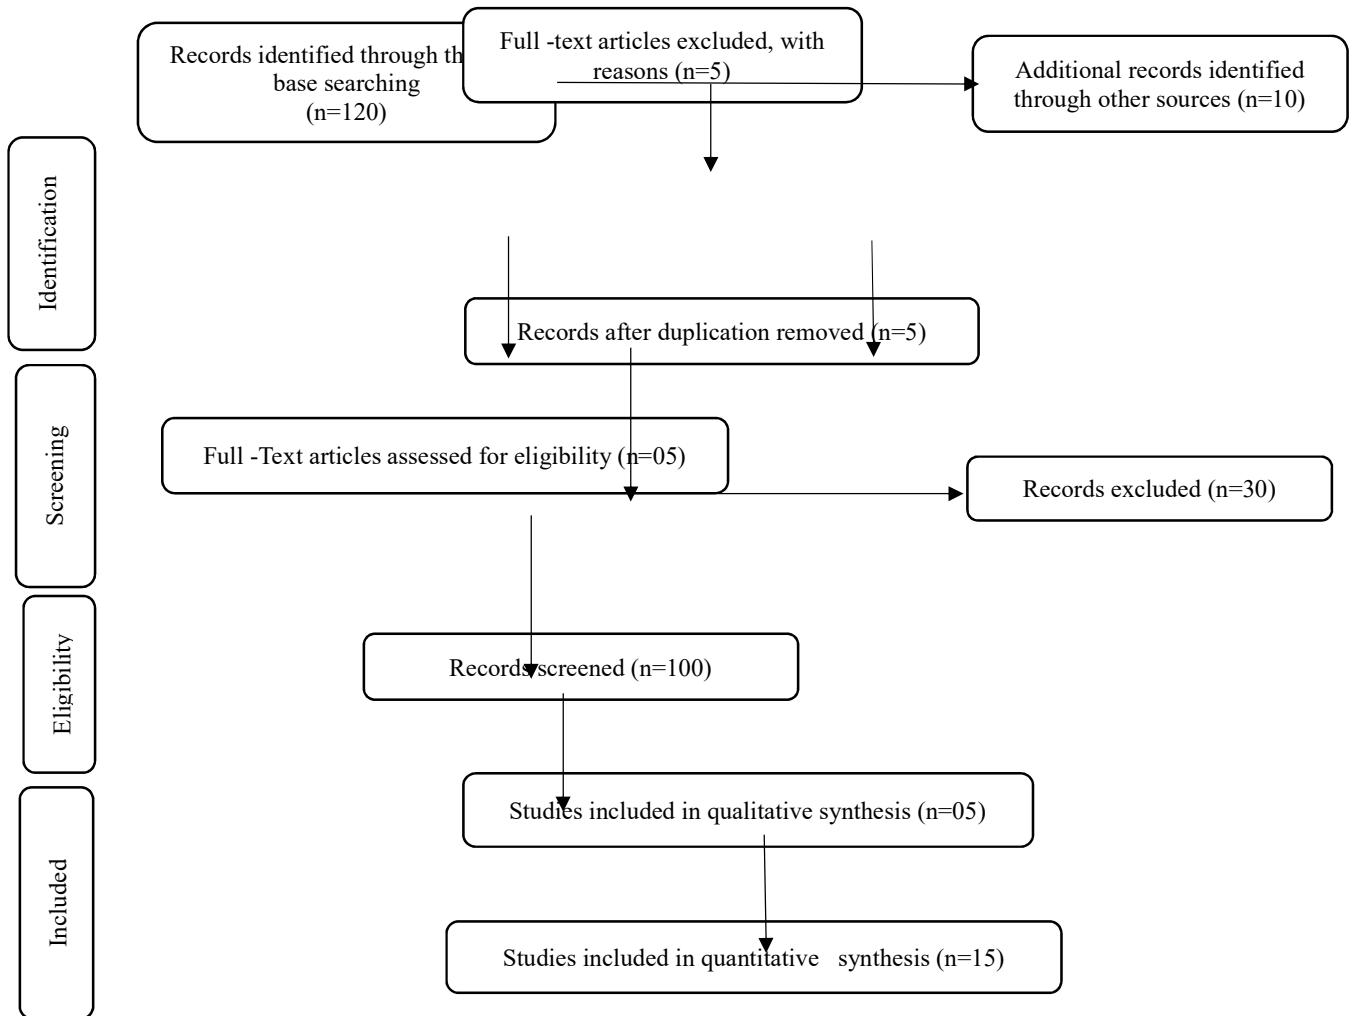 Records identified through th
base searching
(n=120)
Full -text articles excluded, with
reasons (n=5)
Additional records identified
through other sources (n=10)
Identification
Records after duplication removed (n=5)
Screening
Full -Text articles assessed for eligibility (n=05)
Records excluded (n=30)
Eligibility
Records screened (n=100)
Included
Studies included in qualitative synthesis (n=05)
Studies included in quantitative synthesis (n=15)